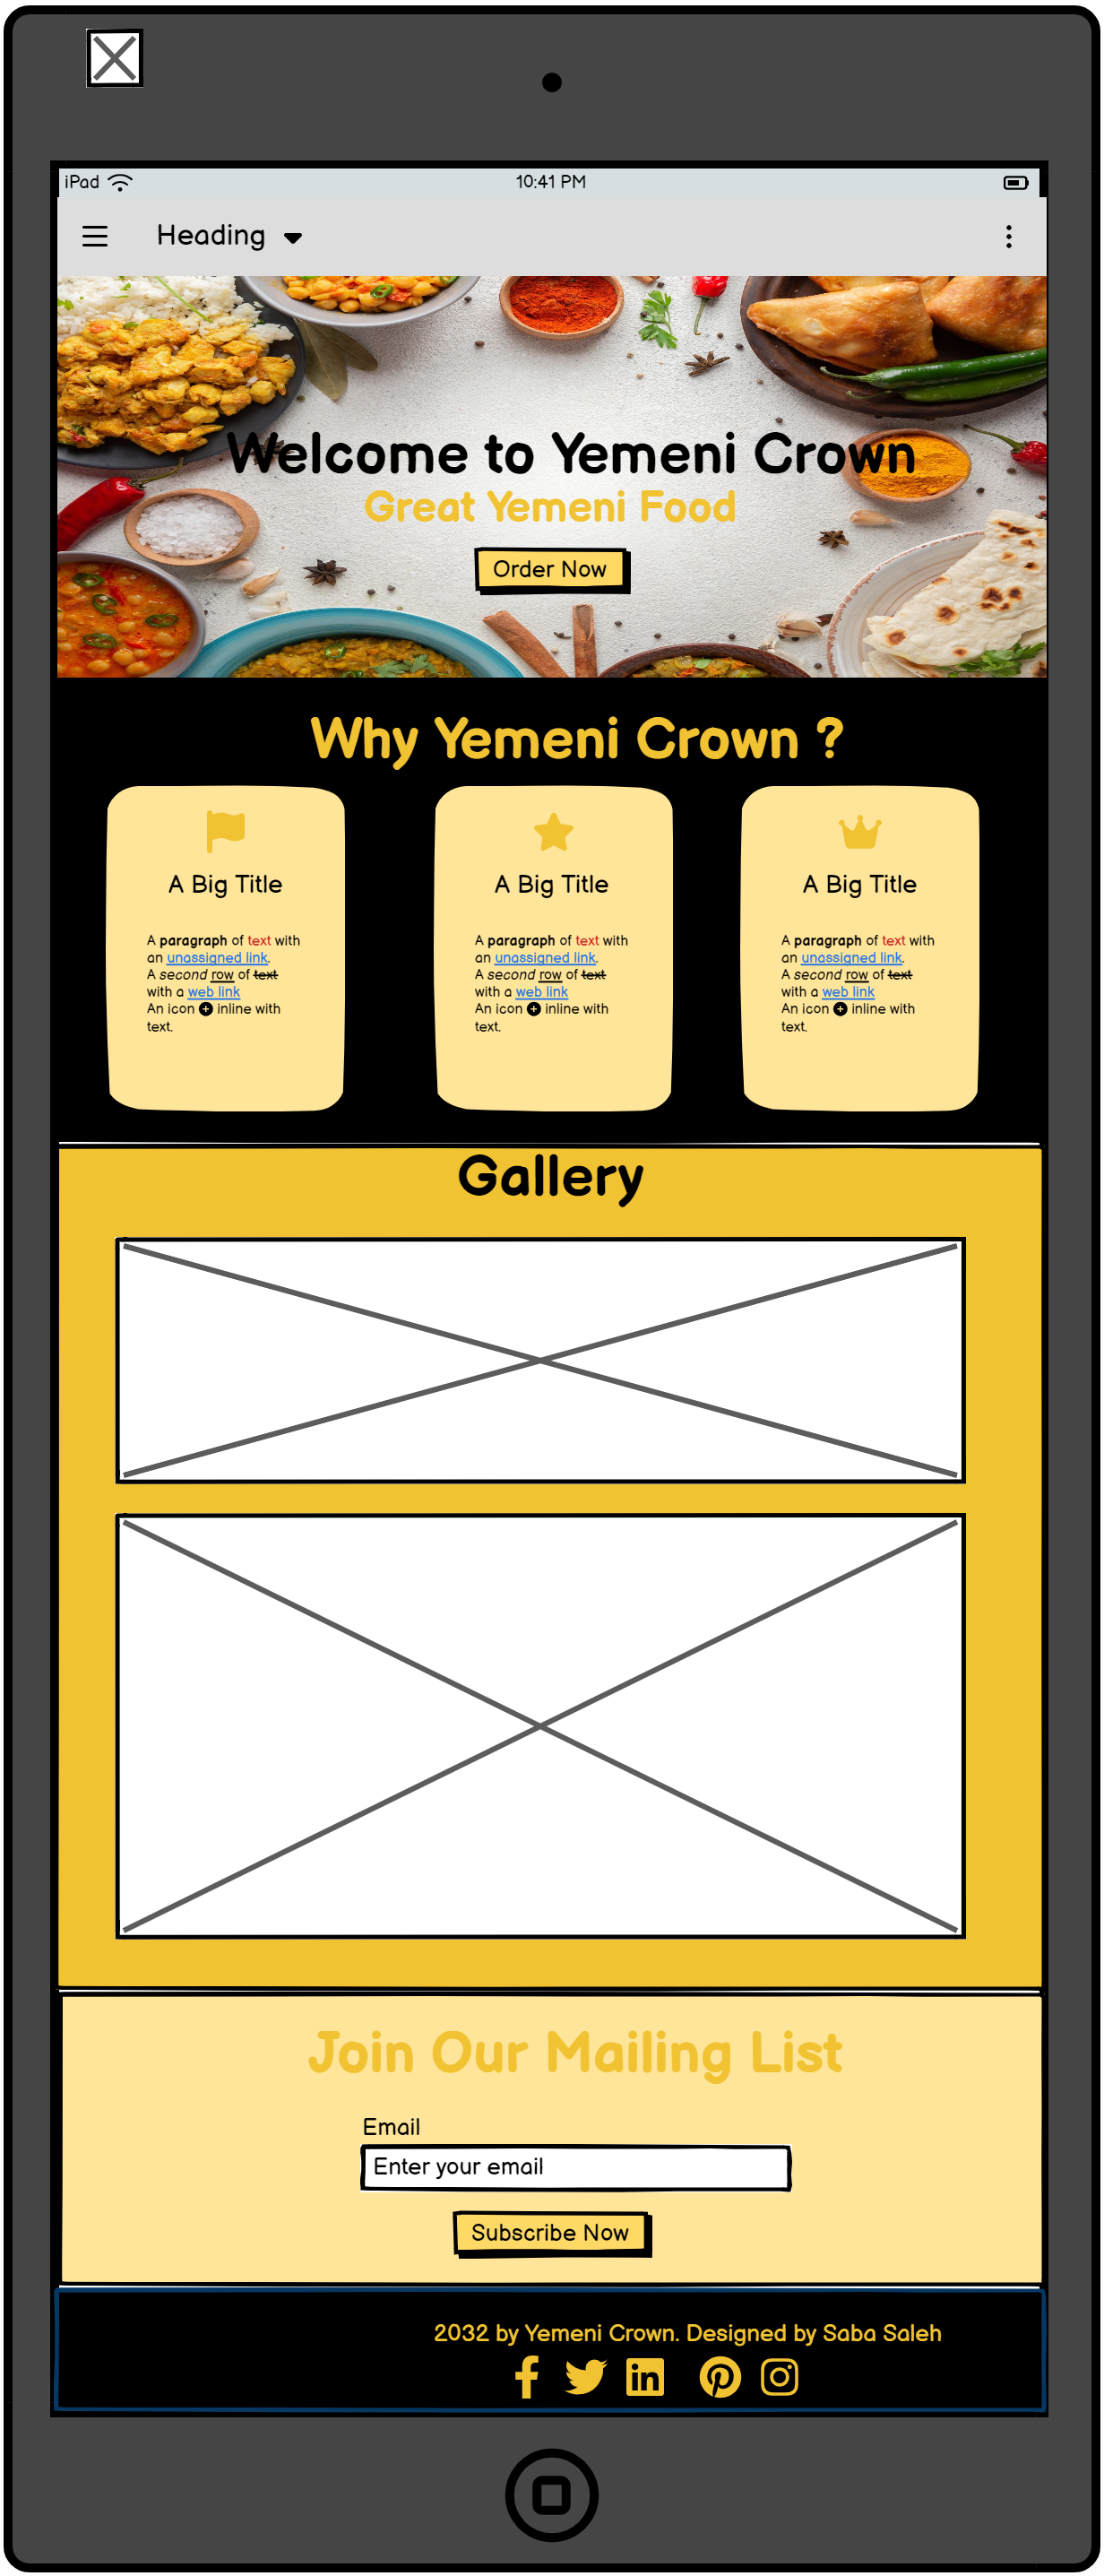 iPad
10:41 PM
Heading
Welcome to Yemeni Crown
Great Yemeni Food
Order Now
Why Yemeni Crown ?
A Big Title
A paragraph of text with
an unassigned link.
A second row of text
with a web link
An icon inline with
text.
A Big Title
A paragraph of text with
an unassigned link.
A second row of text
with a web link
An icon inline with
text.
A Big Title
A paragraph of text with
an unassigned link.
A second row of text
with a web link
An icon inline with
text.
Gallery
Join Our Mailing List
Email
Enter your email
Subscribe Now
2032 by Yemeni Crown. Designed by Saba Saleh